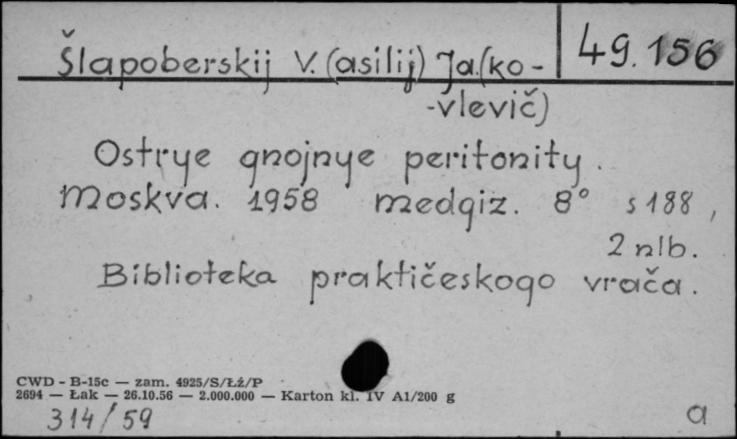 Šlapoberskij V.(asilij) Ja.(ko- 49.156
-vlevič)
Ostrye gnojnye peritonity.
Moskva. 1958 medgiz. 8° s 188,
2 nlb.
Biblioteka praktičeskogo vrača.
CWD - B-15c — zam. 4925/S/Łź/P
2694 — Łak — 26.10.56 — 2.000.000 — Karton kl. IV A1/200 g
314/59
a